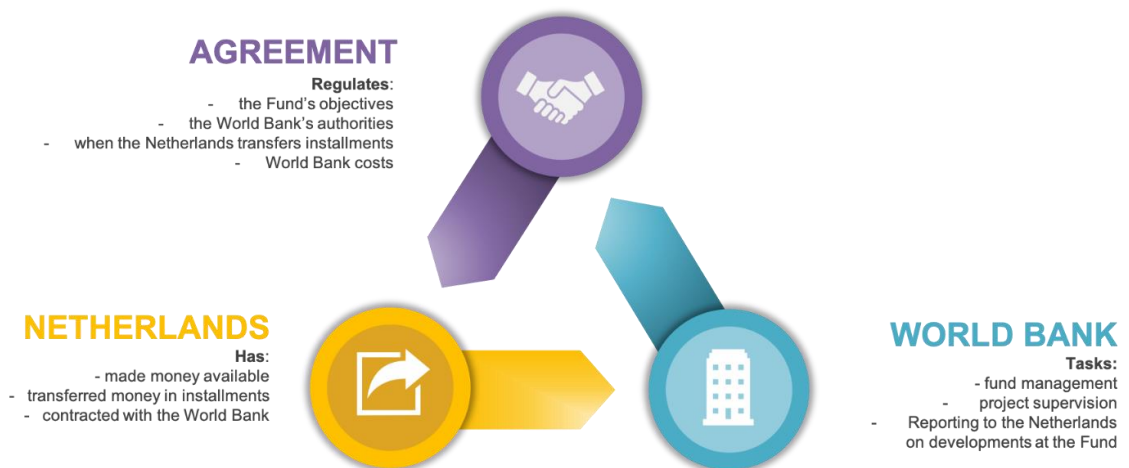 AGREEMENT
Regulates:
- the Fund's objectives
- the World Bank's authorities
- when the Netherlands transfers installments
- World Bank costs
NETHERLANDS
Has:
- made money available
- transferred money in installments
- contracted with the World Bank
WORLD BANK
Tasks:
- fund management
- project supervision
- Reporting to the Netherlands
on developments at the Fund